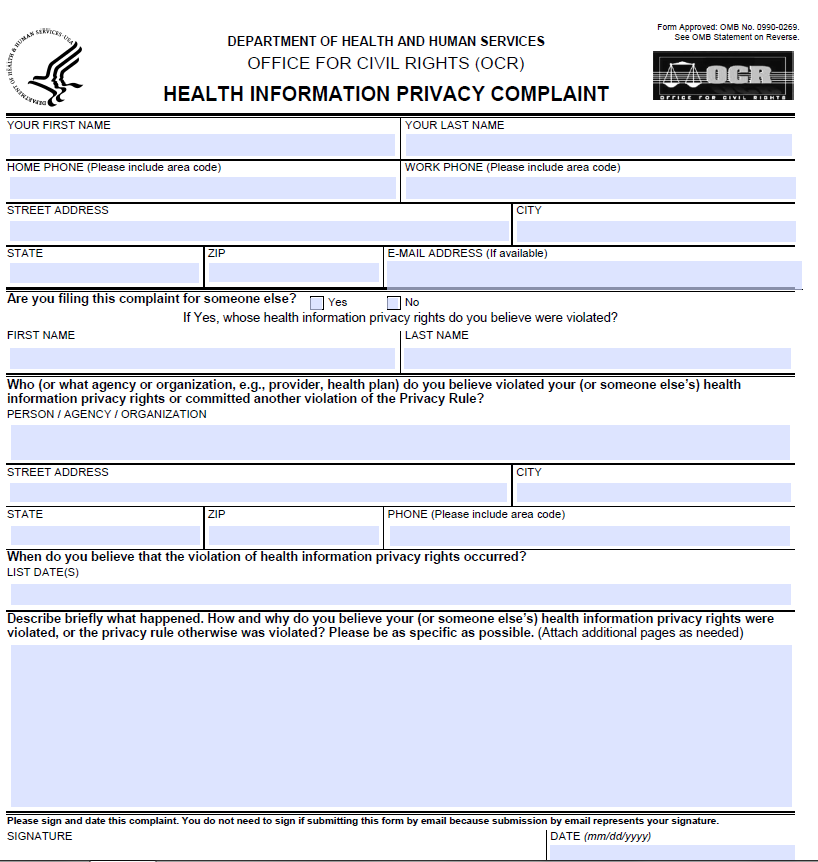 Form Approved: OMB No. 0990-0269.
See OMB Statement on Reverse.
DEPARTMENT OF HEALTH & HUMAN SERVICES • USA
DEPARTMENT OF HEALTH AND HUMAN SERVICES
OFFICE FOR CIVIL RIGHTS (OCR)
HEALTH INFORMATION PRIVACY COMPLAINT
OCR
OFFICE FOR CIVIL RIGHTS
YOUR FIRST NAME YOUR LAST NAME
HOME PHONE (Please include area code) WORK PHONE (Please include area code)
STREET ADDRESS CITY
STATE ZIP E-MAIL ADDRESS (If available)
Are you filing this complaint for someone else? Yes No
If Yes, whose health information privacy rights do you believe were violated?
FIRST NAME LAST NAME
Who (or what agency or organization, e.g., provider, health plan) do you believe violated your (or someone else's) health
information privacy rights or committed another violation of the Privacy Rule?
PERSON / AGENCY / ORGANIZATION
STREET ADDRESS CITY
STATE ZIP PHONE (Please include area code)
When do you believe that the violation of health information privacy rights occurred?
LIST DATE(S)
Describe briefly what happened. How and why do you believe your (or someone else's) health information privacy rights were
violated, or the privacy rule otherwise was violated? Please be as specific as possible. (Attach additional pages as needed)
Please sign and date this complaint. You do not need to sign if submitting this form by email because submission by email represents your signature.
SIGNATURE DATE (mm/dd/yyyy)